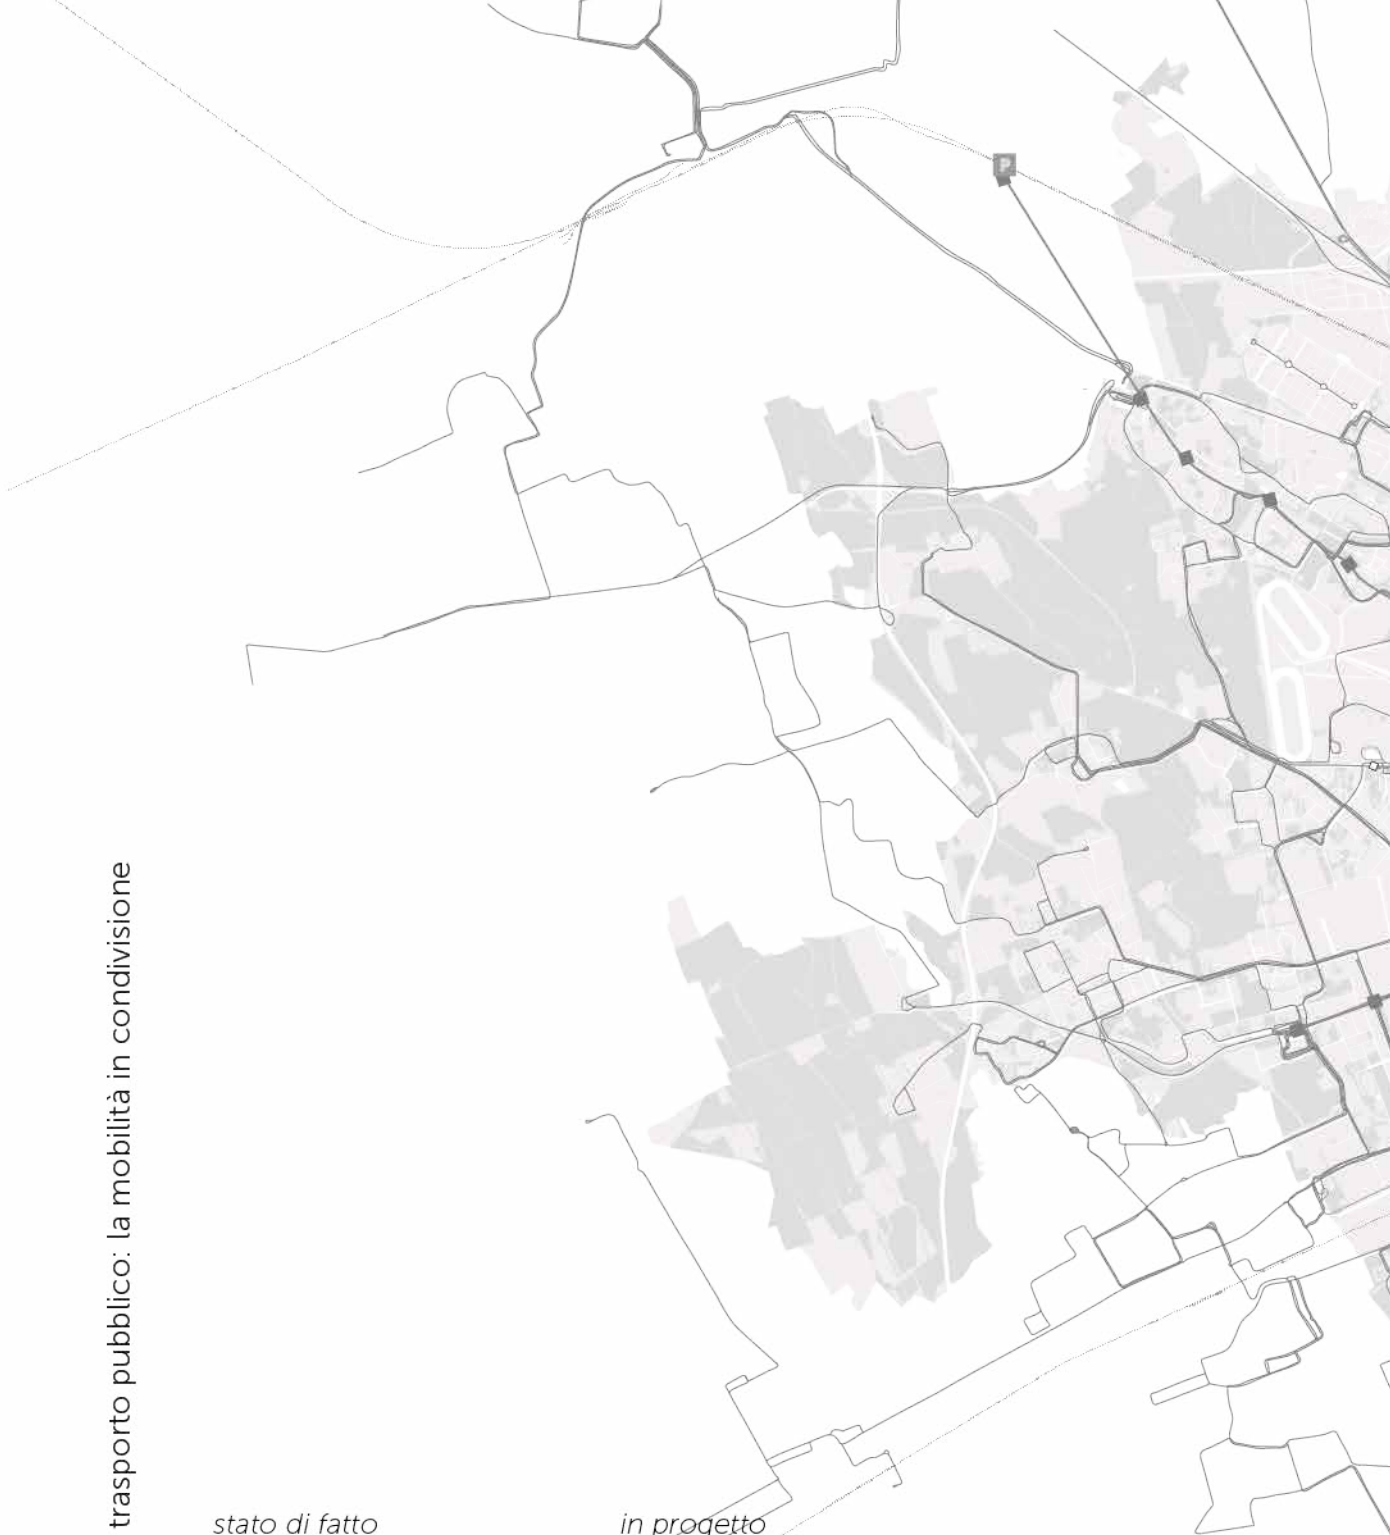 P
trasporto pubblico: la mobilità in condivisione
stato di fatto
in progetto